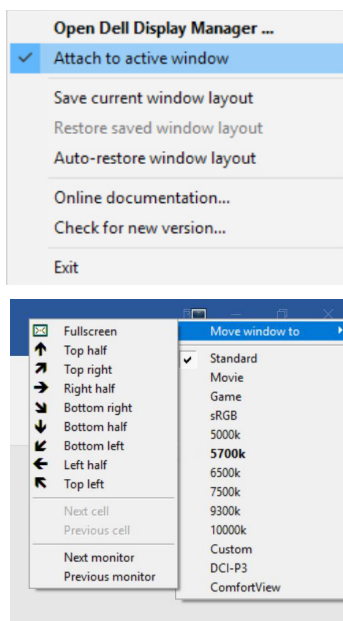 Open Dell Display Manager ...
Attach to active window
Save current window layout
Restore saved window layout
Auto-restore window layout
Online documentation...
Check for new version...
Exit
Fullscreen
Top half
Top right
Right half
Bottom right
Bottom half
Bottom left
Left half
Top left
Next cell
Previous cell
Next monitor
Previous monitor
Move window to
Standard
Movie
Game
sRGB
5000k
5700k
6500k
7500k
9300k
10000k
Custom
DCI-P3
ComfortView